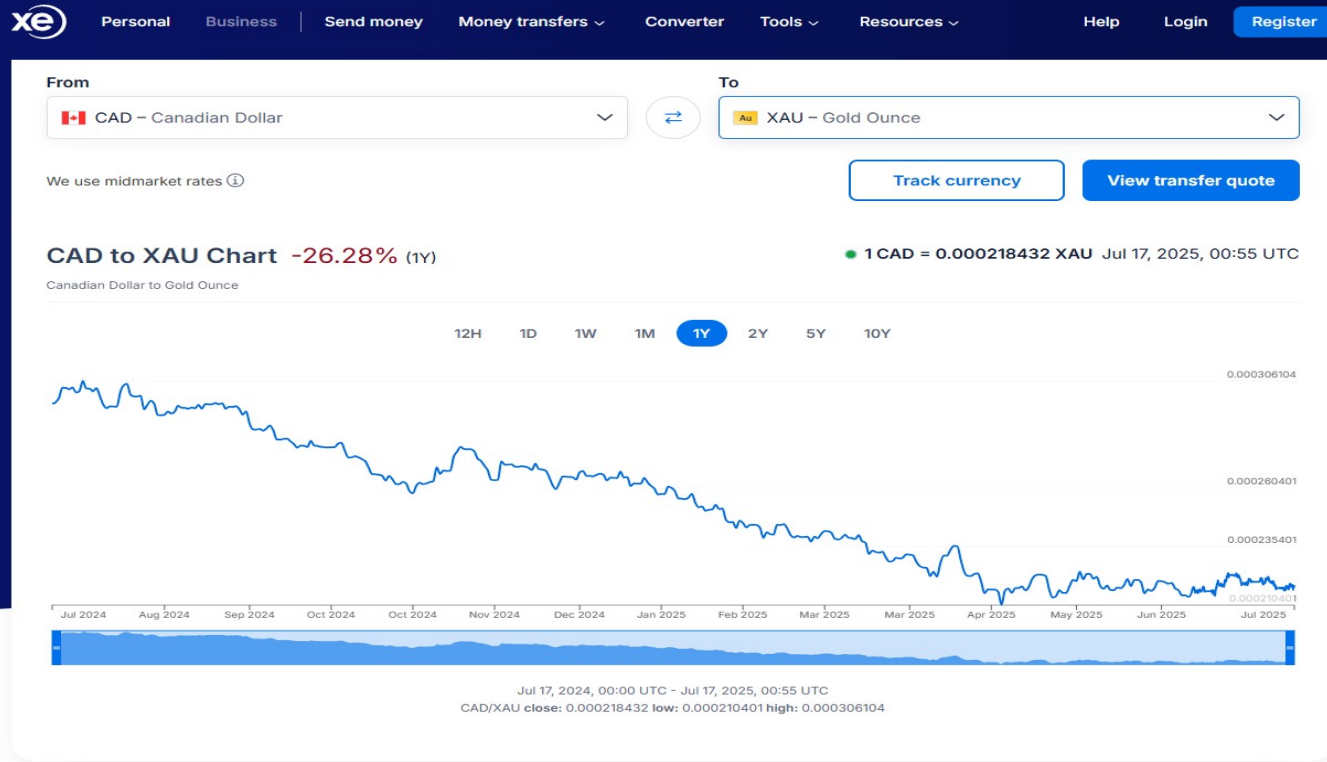 xe Personal Business Send money Money transfers Converter Tools Resources Help Login Register
From To
CAD – Canadian Dollar Au XAU – Gold Ounce
We use midmarket rates Track currency View transfer quote
CAD to XAU Chart -26.28% (1Y) 1 CAD = 0.000218432 XAU Jul 17, 2025, 00:55 UTC
Canadian Dollar to Gold Ounce
12H 1D 1W 1M 1Y 2Y 5Y 10Y
0.000306104
0.000260401
0.000235401
0.000210401
Jul 2024 Aug 2024 Sep 2024 Oct 2024 Oct 2024 Nov 2024 Dec 2024 Jan 2025 Feb 2025 Mar 2025 Mar 2025 Apr 2025 May 2025 Jun 2025 Jul 2025
Jul 17, 2024, 00:00 UTC - Jul 17, 2025, 00:55 UTC
CAD/XAU close: 0.000218432 low: 0.000210401 high: 0.000306104